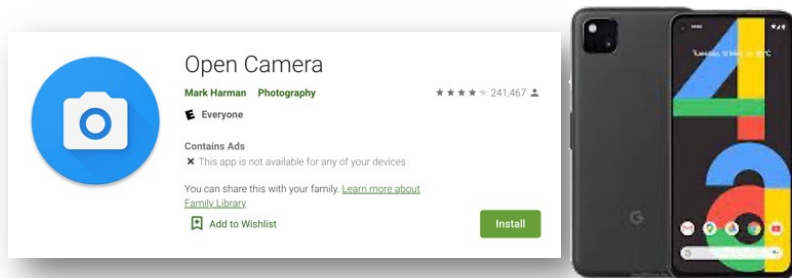 Open Camera
Mark Harman Photography 241,467
E Everyone
Contains Ads
This app is not available for any of your devices
You can share this with your family. Learn more about
Family Library
Add to Wishlist
Install
G
4a
G